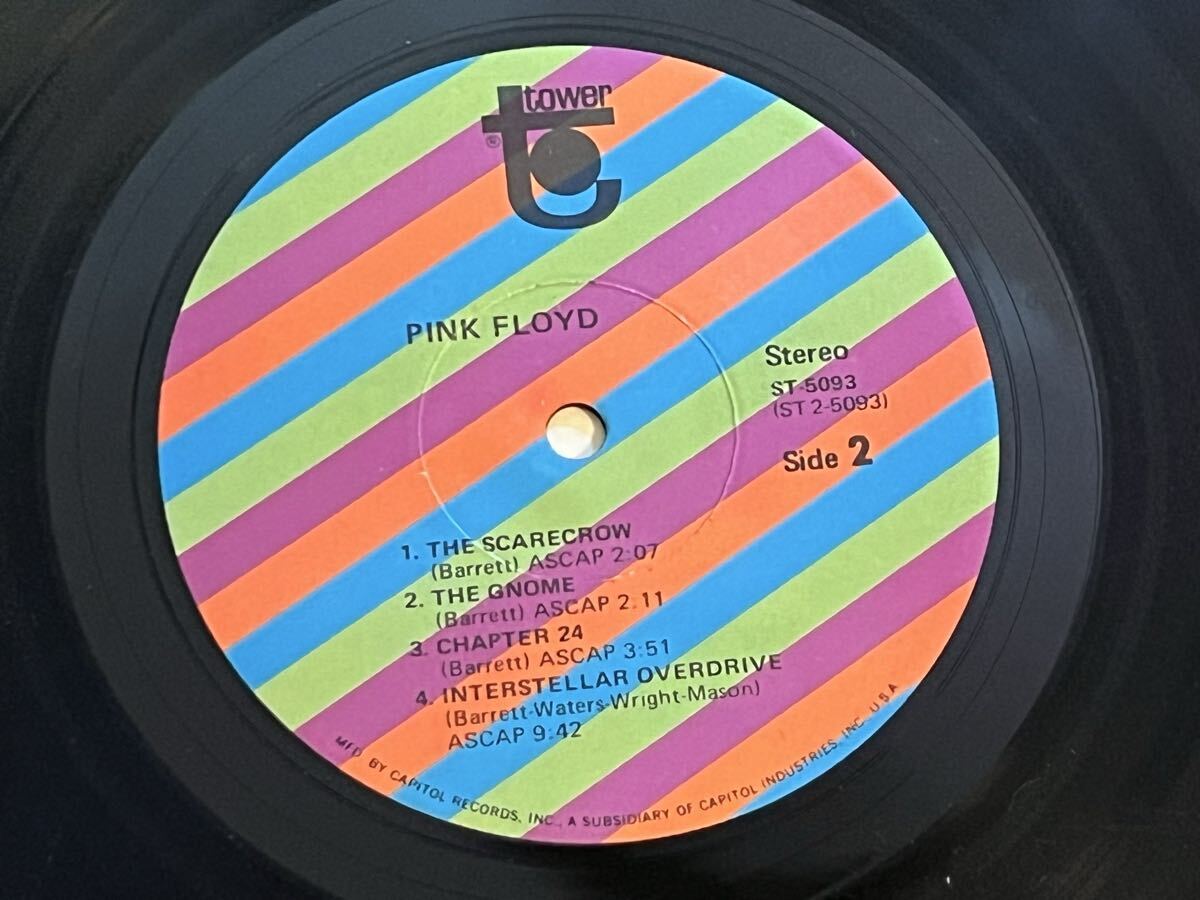 tower
®
PINK FLOYD
Stereo
ST-5093
(ST 2-5093)
Side 2
1. THE SCARECROW
(Barrett) ASCAP 2:07
2. THE GNOME
(Barrett) ASCAP 2:11
3. CHAPTER 24
(Barrett) ASCAP 3:51
4. INTERSTELLAR OVERDRIVE
(Barrett-Waters-Wright-Mason)
ASCAP 9:42
MFD. BY CAPITOL RECORDS, INC., A SUBSIDIARY OF CAPITOL INDUSTRIES, INC. U.S.A.